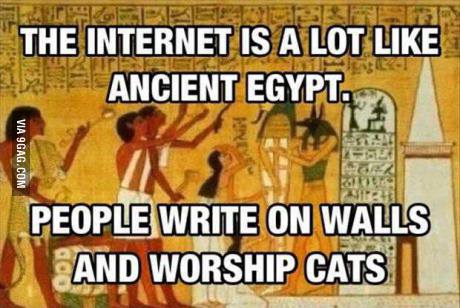 THE INTERNET IS A LOT LIKE
ANCIENT EGYPT.
VIA 9GAG.COM
PEOPLE WRITE ON WALLS
AND WORSHIP CATS